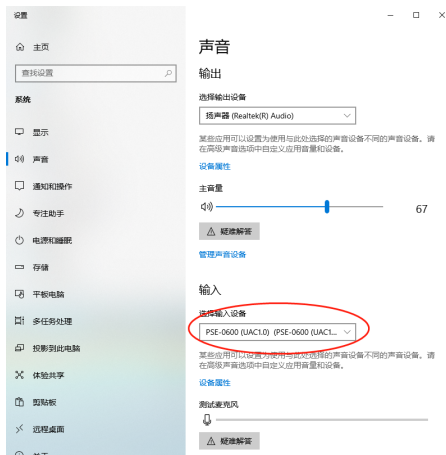 设置
主页
查找设置
系统
显示
声音
通知和操作
专注助手
电源和睡眠
存储
平板电脑
多任务处理
投影到此电脑
体验共享
剪贴板
远程桌面
声音
输出
选择输出设备
扬声器 (Realtek(R) Audio)
某些应用可以设置为使用与此处选择的声音设备不同的声音设备。请
在高级声音选项中自定义应用音量和设备。
设备属性
主音量
67
疑难解答
管理声音设备
输入
选择输入设备
PSE-0600 (UAC1.0) (PSE-0600 (UAC1...
某些应用可以设置为使用与此处选择的声音设备不同的声音设备。请
在高级声音选项中自定义应用音量和设备。
设备属性
测试麦克风
疑难解答